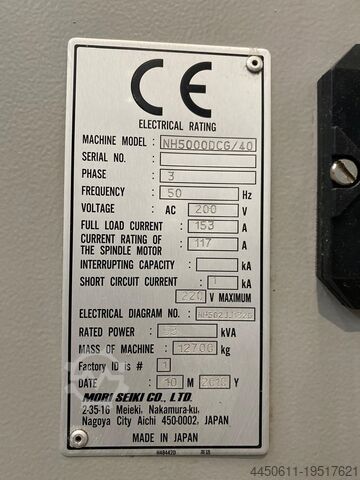 CE
ELECTRICAL RATING
MACHINE MODEL : NH5000DCG/40
SERIAL NO. :
PHASE : 3
FREQUENCY : 50 Hz
VOLTAGE : AC 200 V
FULL LOAD CURRENT : 153 A
CURRENT RATING OF THE SPINDLE MOTOR : 117 A
INTERRUPTING CAPACITY : kA
SHORT CIRCUIT CURRENT : kA
220 V MAXIMUM
ELECTRICAL DIAGRAM NO. :
RATED POWER : kVA
MASS OF MACHINE : 12700 kg
Factory ID is # : 1
DATE : 10 M 2010 Y
MORI SEIKI CO., LTD.
2-35-16 Meieki, Nakamura-ku,
Nagoya City Aichi 450-0002, JAPAN
MADE IN JAPAN
4450611-19517621